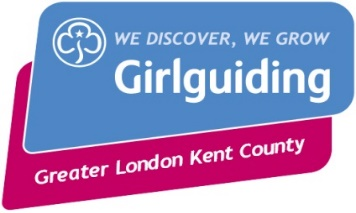 WE DISCOVER, WE GROW
Girlguiding
Greater London Kent County